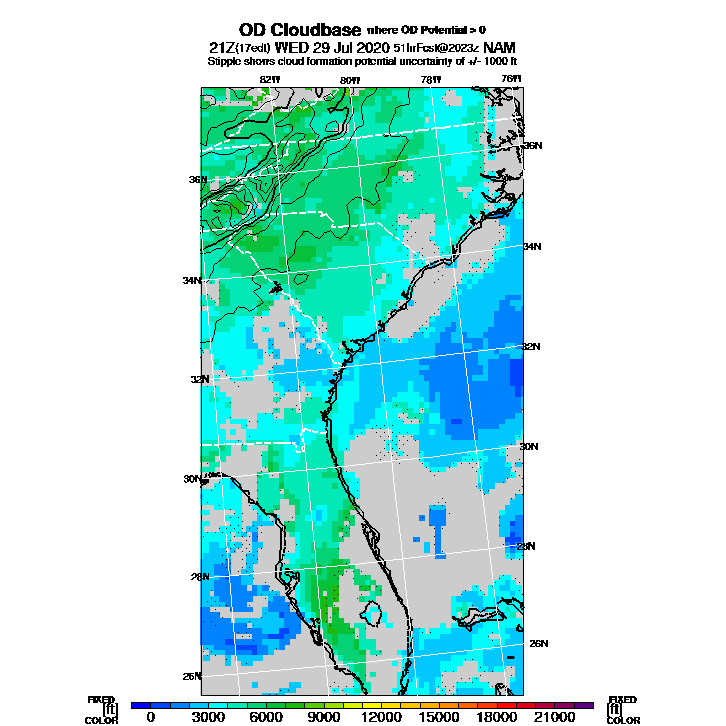 OD Cloudbase where OD Potential > 0
21Z(17edt) WED 29 Jul 2020 51hrFcst@2023z NAM
Stipple shows cloud formation potential uncertainty of +/- 1000 ft
82W 80W 78W 76W
36N
36N
34N
34N
32N
32N
30N
30N
28N
28N
26N
26N
FIXED FIXED
[ft] [ft]
COLOR COLOR
0 3000 6000 9000 12000 15000 18000 21000